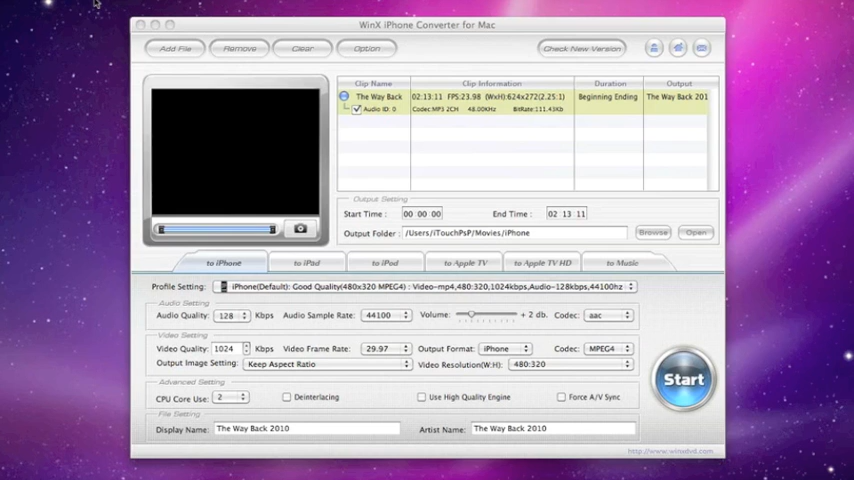 WinX iPhone Converter for Mac
Add File Remove Clear Option Check New Version
Clip Name Clip Information Duration Output
The Way Back 02:13:11 FPS:23.98 (WxH):624x272(2.25:1) Beginning Ending The Way Back 201
Audio ID: 0 Codec:MP3 2CH 48.00KHz BitRate:111.43Kb
Output Setting
Start Time : 00 00 00 End Time : 02 13 11
Output Folder : /Users/iTouchPsP/Movies/iPhone Browse Open
to iPhone to iPad to iPod to Apple TV to Apple TV HD to Music
Profile Setting: iPhone(Default): Good Quality(480x320 MPEG4) : Video-mp4,480:320,1024kbps,Audio-128kbps,44100hz
Audio Setting
Audio Quality: 128 Kbps Audio Sample Rate: 44100 Volume: + 2 db. Codec: aac
Video Setting
Video Quality: 1024 Kbps Video Frame Rate: 29.97 Output Format: iPhone Codec: MPEG4
Output Image Setting: Keep Aspect Ratio Video Resolution(W:H): 480:320
Start
Advanced Setting
CPU Core Use: 2 Deinterlacing Use High Quality Engine Force A/V Sync
File Setting
Display Name: The Way Back 2010 Artist Name: The Way Back 2010
http://www.winxdvd.com